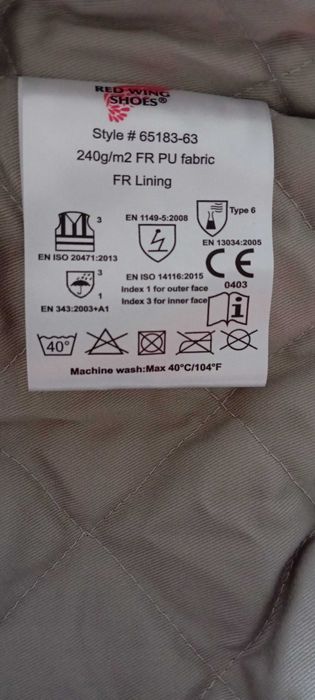 RED WING
SHOES®
Style # 65183-63
240g/m2 FR PU fabric
FR Lining
3
EN ISO 20471:2013
EN 1149-5:2008
Type 6
EN 13034:2005
3
1
EN 343:2003+A1
EN ISO 14116:2015
Index 1 for outer face
Index 3 for inner face
CE
0403
i
40°
Machine wash:Max 40°C/104°F